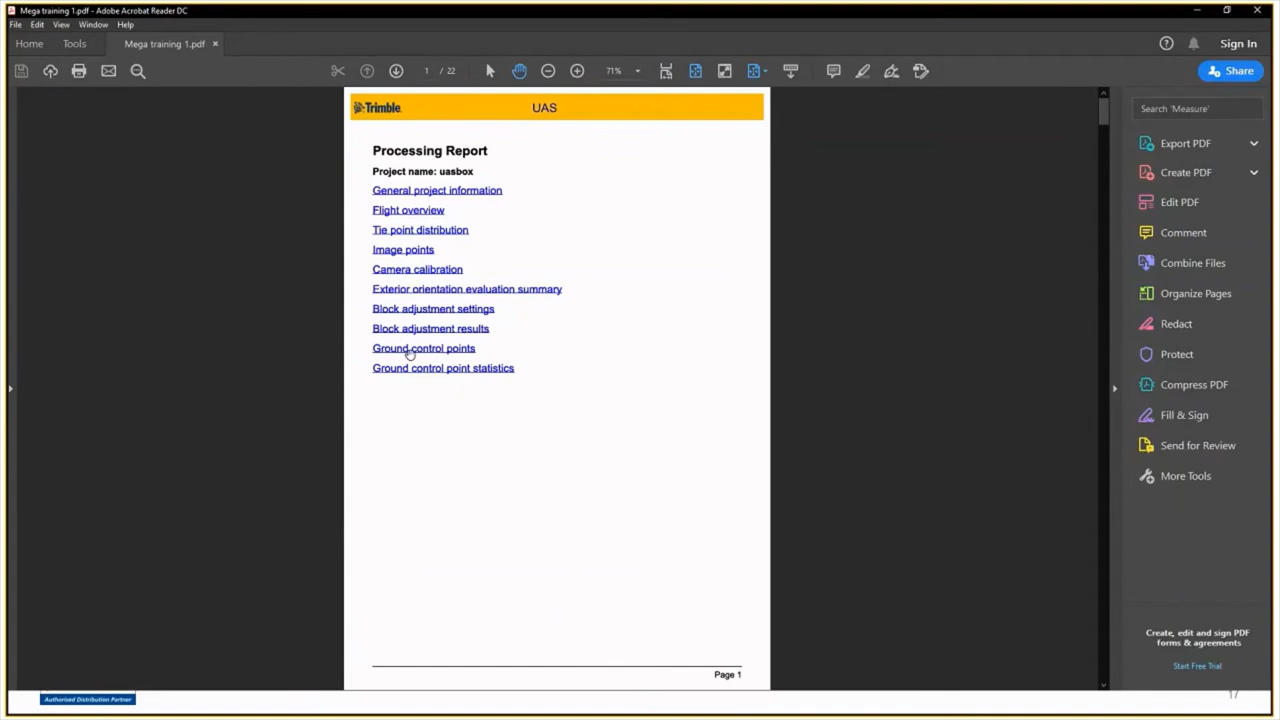 Mega training 1.pdf - Adobe Acrobat Reader DC
File Edit View Window Help
Home Tools Mega training 1.pdf × Sign In
1 / 22 71% Share
Trimble UAS
Processing Report
Project name: uasbox
General project information
Flight overview
Tie point distribution
Image points
Camera calibration
Exterior orientation evaluation summary
Block adjustment settings
Block adjustment results
Ground control points
Ground control point statistics
Page 1
Search 'Measure'
Export PDF
Create PDF
Edit PDF
Comment
Combine Files
Organize Pages
Redact
Protect
Compress PDF
Fill & Sign
Send for Review
More Tools
Create, edit and sign PDF
forms & agreements
Start Free Trial
Authorised Distribution Partner
17